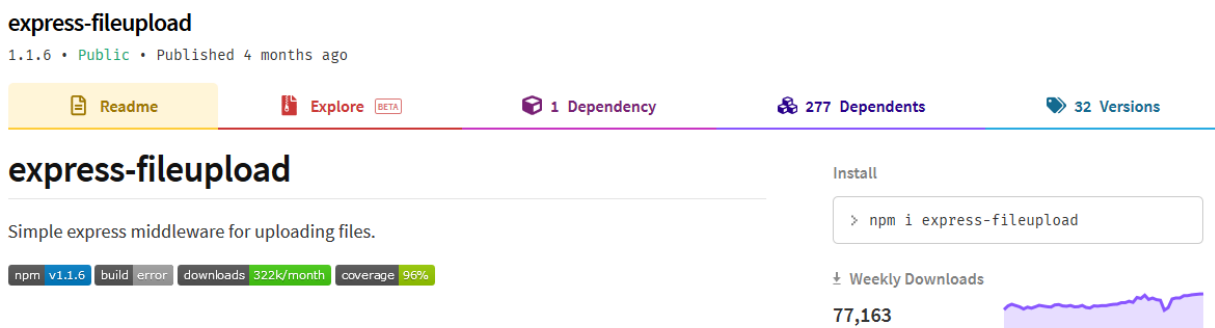 express-fileupload
1.1.6 • Public • Published 4 months ago
Readme
Explore BETA
1 Dependency
277 Dependents
32 Versions
express-fileupload
Simple express middleware for uploading files.
npm v1.1.6 build error downloads 322k/month coverage 96%
Install
> npm i express-fileupload
Weekly Downloads
77,163